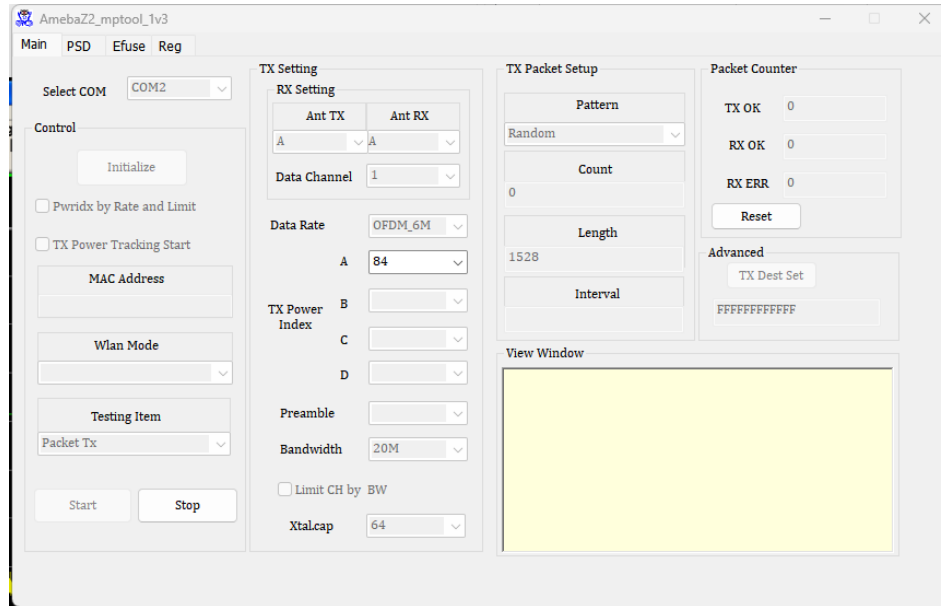 AmebaZ2_mptool_1v3
Main PSD Efuse Reg
Select COM COM2
Control
Initialize
Pwridx by Rate and Limit
TX Power Tracking Start
MAC Address
Wlan Mode
Testing Item
Packet Tx
Start Stop
TX Setting
RX Setting
Ant TX Ant RX
A A
Data Channel 1
Data Rate OFDM_6M
A 84
TX Power
Index
B
C
D
Preamble
Bandwidth 20M
Limit CH by BW
Xtal.cap 64
TX Packet Setup
Pattern
Random
Count
0
Length
1528
Interval
Packet Counter
TX OK 0
RX OK 0
RX ERR 0
Reset
Advanced
TX Dest Set
FFFFFFFFFFFF
View Window